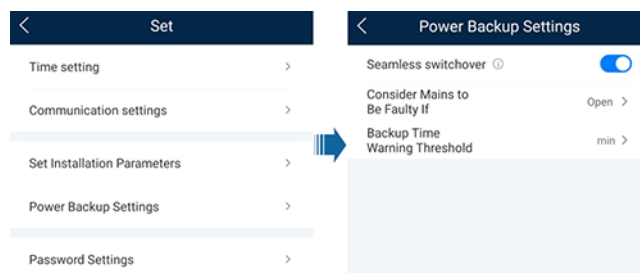 Set
Time setting
Communication settings
Set Installation Parameters
Power Backup Settings
Password Settings
Power Backup Settings
Seamless switchover
Consider Mains to
Be Faulty If
Open
Backup Time
Warning Threshold
min